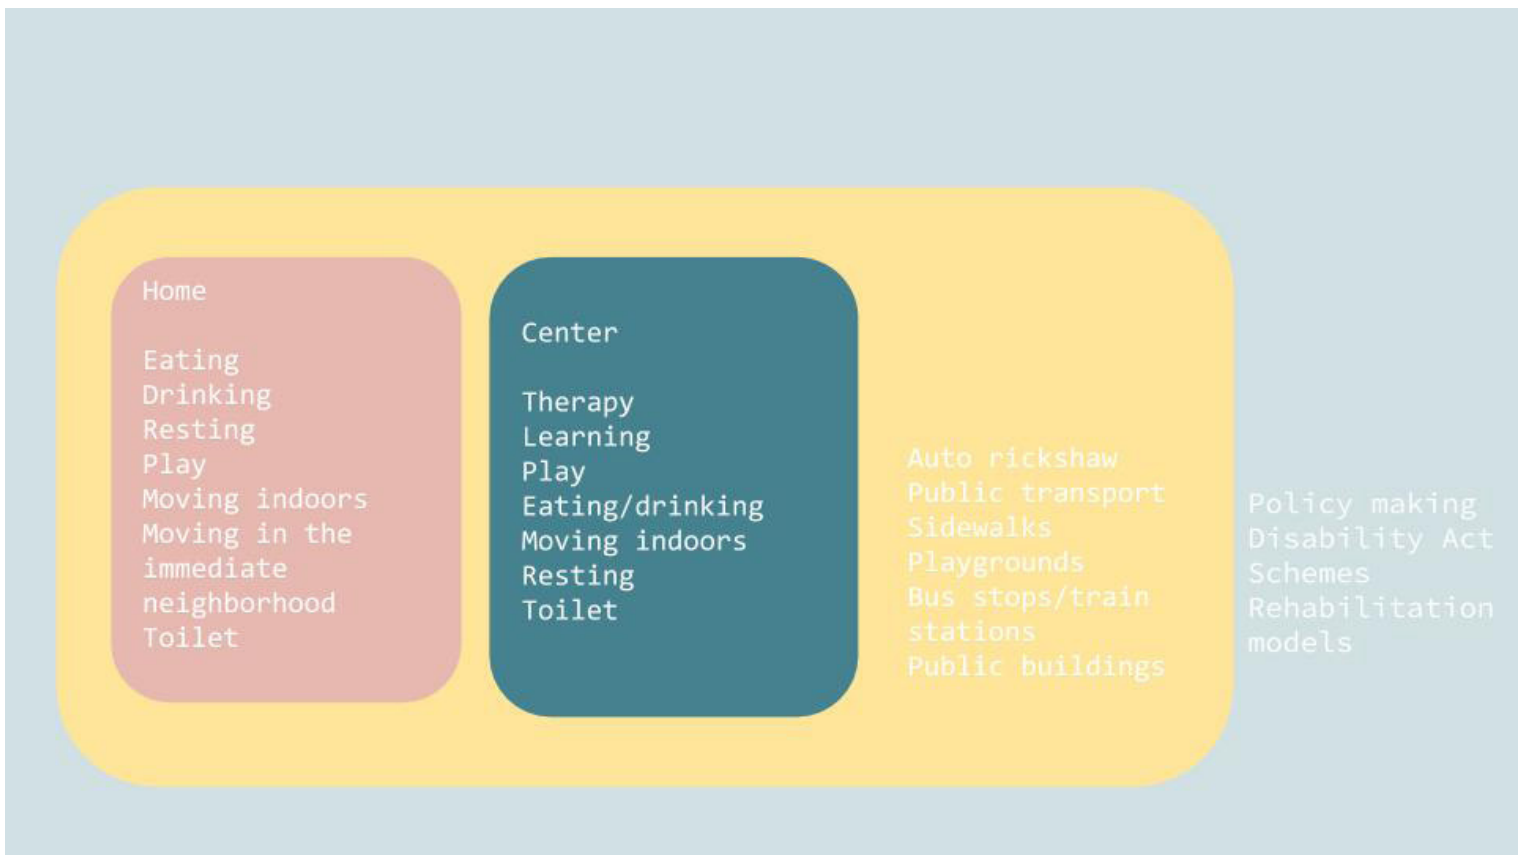 Home
Eating
Drinking
Resting
Play
Moving indoors
Moving in the
immediate
neighborhood
Toilet
Center
Therapy
Learning
Play
Eating/drinking
Moving indoors
Resting
Toilet
Auto rickshaw
Public transport
Sidewalks
Playgrounds
Bus stops/train
stations
Public buildings
Policy making
Disability Act
Schemes
Rehabilitation
models